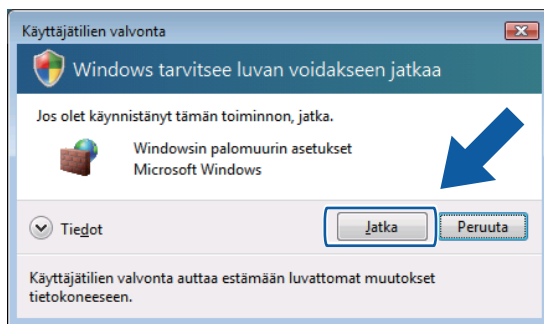 Käyttäjätilien valvonta
Windows tarvitsee luvan voidakseen jatkaa
Jos olet käynnistänyt tämän toiminnon, jatka.
Windowsin palomuurin asetukset
Microsoft Windows
Tiedot
Jatka
Peruuta
Käyttäjätilien valvonta auttaa estämään luvattomat muutokset
tietokoneeseen.